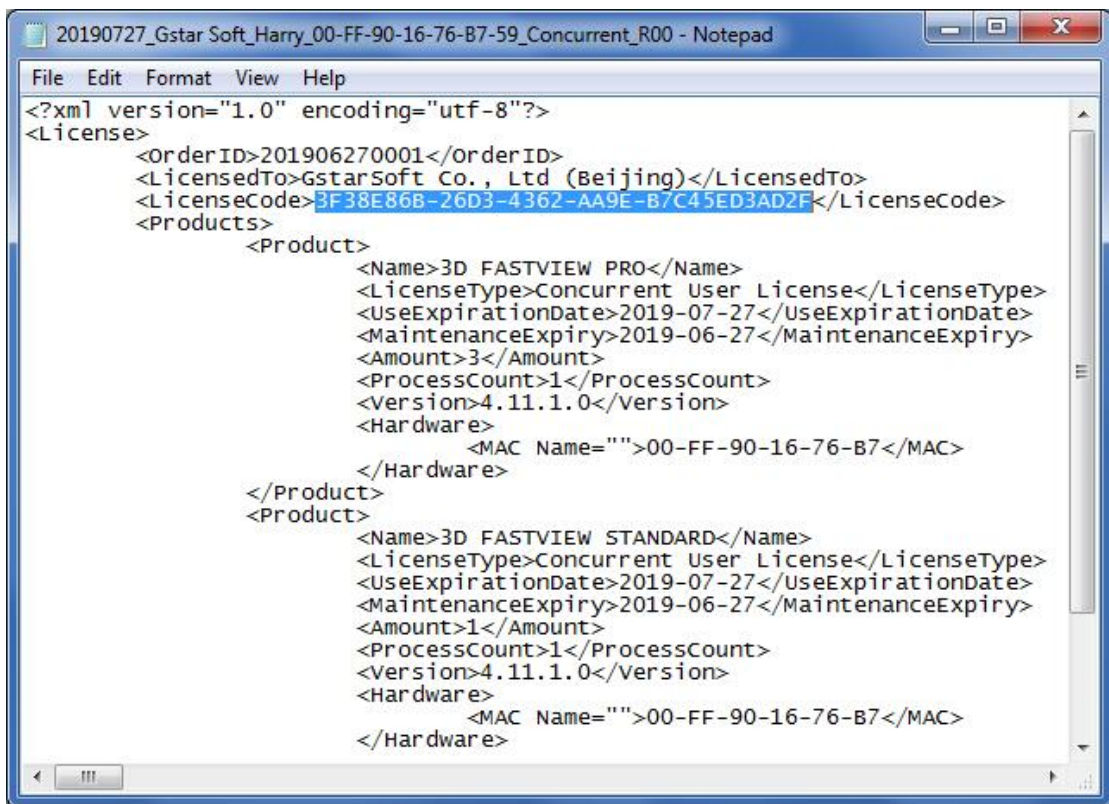 20190727_Gstar Soft_Harry_00-FF-90-16-76-B7-59_Concurrent_R00 - Notepad
File Edit Format View Help
<?xml version="1.0" encoding="utf-8"?>
<License>
<OrderID>201906270001</OrderID>
<LicensedTo>GstarSoft Co., Ltd (Beijing)</LicensedTo>
<LicenseCode>3F38E86B-26D3-4362-AA9E-B7C45ED3AD2F</LicenseCode>
<Products>
<Product>
<Name>3D FASTVIEW PRO</Name>
<LicenseType>Concurrent User License</LicenseType>
<UseExpirationDate>2019-07-27</UseExpirationDate>
<MaintenanceExpiry>2019-06-27</MaintenanceExpiry>
<Amount>3</Amount>
<ProcessCount>1</ProcessCount>
<Version>4.11.1.0</Version>
<Hardware>
<MAC Name="">00-FF-90-16-76-B7</MAC>
</Hardware>
</Product>
<Product>
<Name>3D FASTVIEW STANDARD</Name>
<LicenseType>Concurrent User License</LicenseType>
<UseExpirationDate>2019-07-27</UseExpirationDate>
<MaintenanceExpiry>2019-06-27</MaintenanceExpiry>
<Amount>1</Amount>
<ProcessCount>1</ProcessCount>
<Version>4.11.1.0</Version>
<Hardware>
<MAC Name="">00-FF-90-16-76-B7</MAC>
</Hardware>